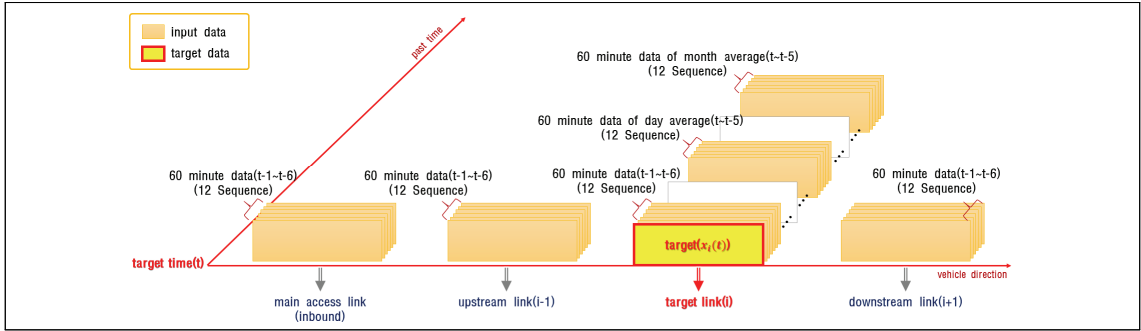 input data
target data
past time
60 minute data of month average(t~t-5)
(12 Sequence)
60 minute data of day average(t~t-5)
(12 Sequence)
60 minute data(t-1~t-6)
(12 Sequence)
60 minute data(t-1~t-6)
(12 Sequence)
60 minute data(t-1~t-6)
(12 Sequence)
60 minute data(t-1~t-6)
(12 Sequence)
target(x_i(t))
target time(t)
vehicle direction
main access link
(inbound)
upstream link(i-1)
target link(i)
downstream link(i+1)